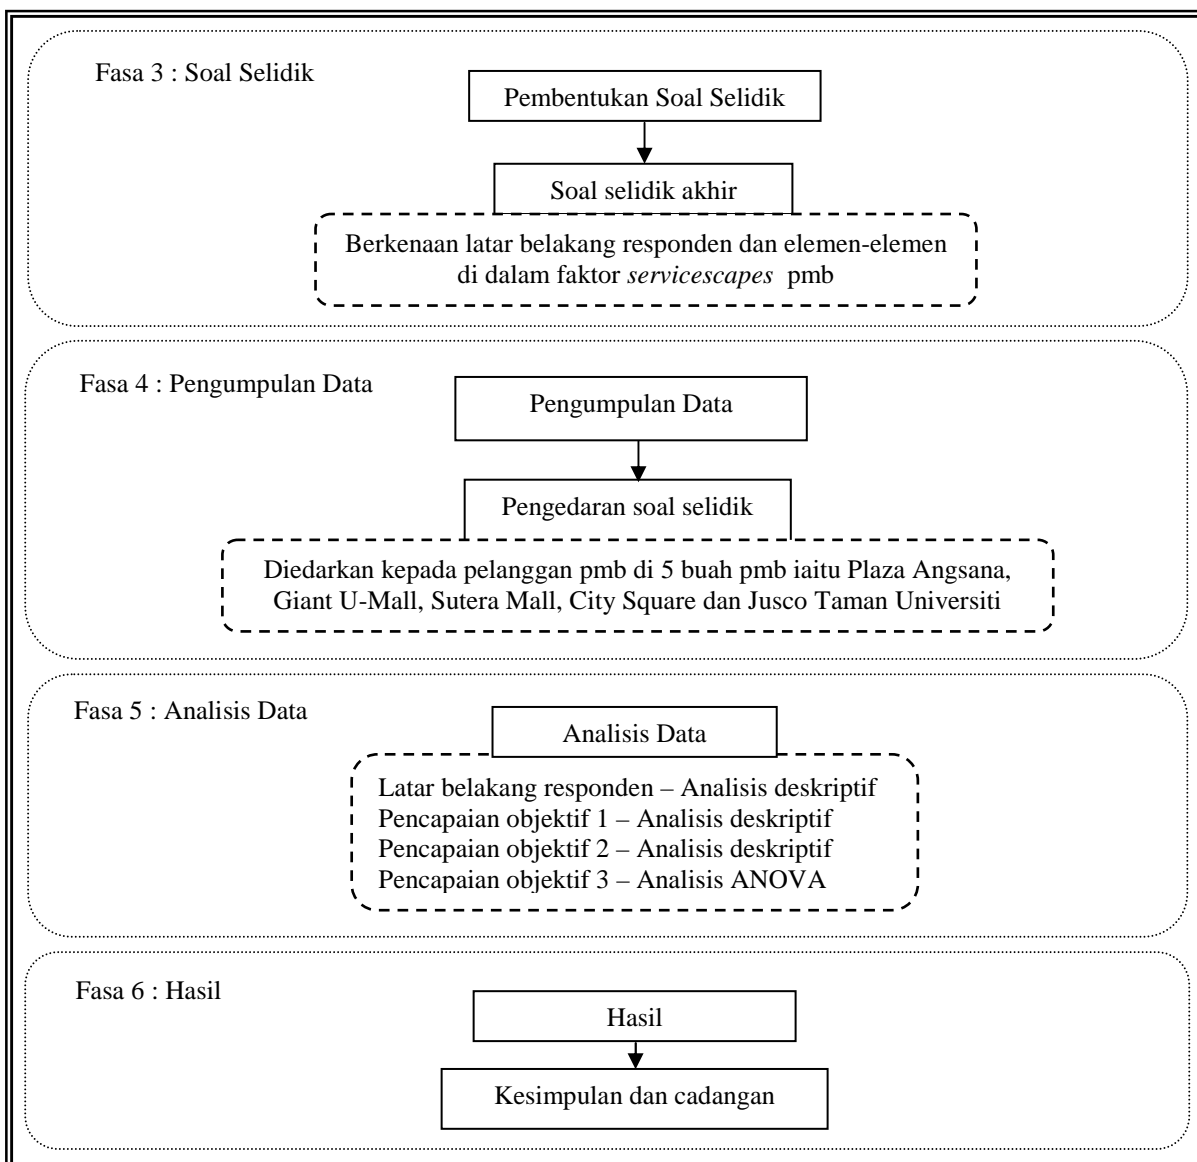 Fasa 3 : Soal Selidik
Pembentukan Soal Selidik
Soal selidik akhir
Berkenaan latar belakang responden dan elemen-elemen
di dalam faktor servicescapes pmb
Fasa 4 : Pengumpulan Data
Pengumpulan Data
Pengedaran soal selidik
Diedarkan kepada pelanggan pmb di 5 buah pmb iaitu Plaza Angsana,
Giant U-Mall, Sutera Mall, City Square dan Jusco Taman Universiti
Fasa 5 : Analisis Data
Analisis Data
Latar belakang responden – Analisis deskriptif
Pencapaian objektif 1 – Analisis deskriptif
Pencapaian objektif 2 – Analisis deskriptif
Pencapaian objektif 3 – Analisis ANOVA
Fasa 6 : Hasil
Hasil
Kesimpulan dan cadangan